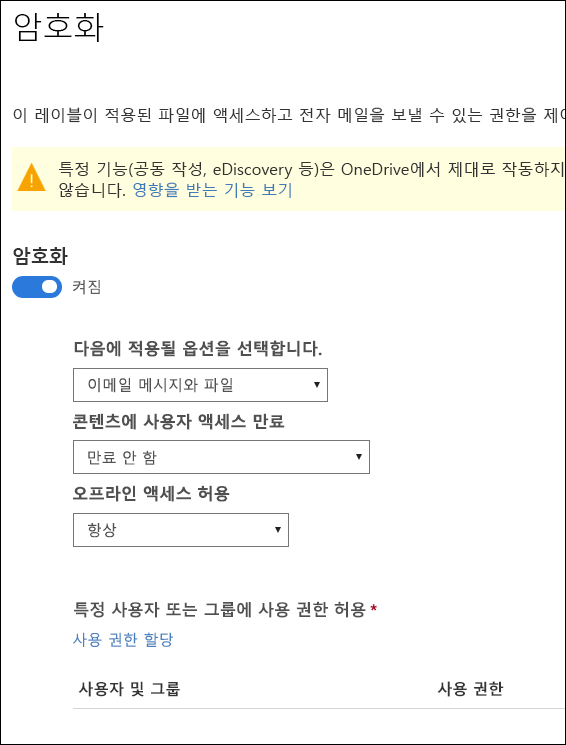 암호화
이 레이블이 적용된 파일에 액세스하고 전자 메일을 보낼 수 있는 권한을
특정 기능(공동 작성, eDiscovery 등)은 OneDrive에서 제대로 작동하지
않습니다. 영향을 받는 기능 보기
암호화
켜짐
다음에 적용될 옵션을 선택합니다.
이메일 메시지와 파일
콘텐츠에 사용자 액세스 만료
만료 안 함
오프라인 액세스 허용
항상
특정 사용자 또는 그룹에 사용 권한 허용*
사용 권한 할당
사용자 및 그룹 사용 권한